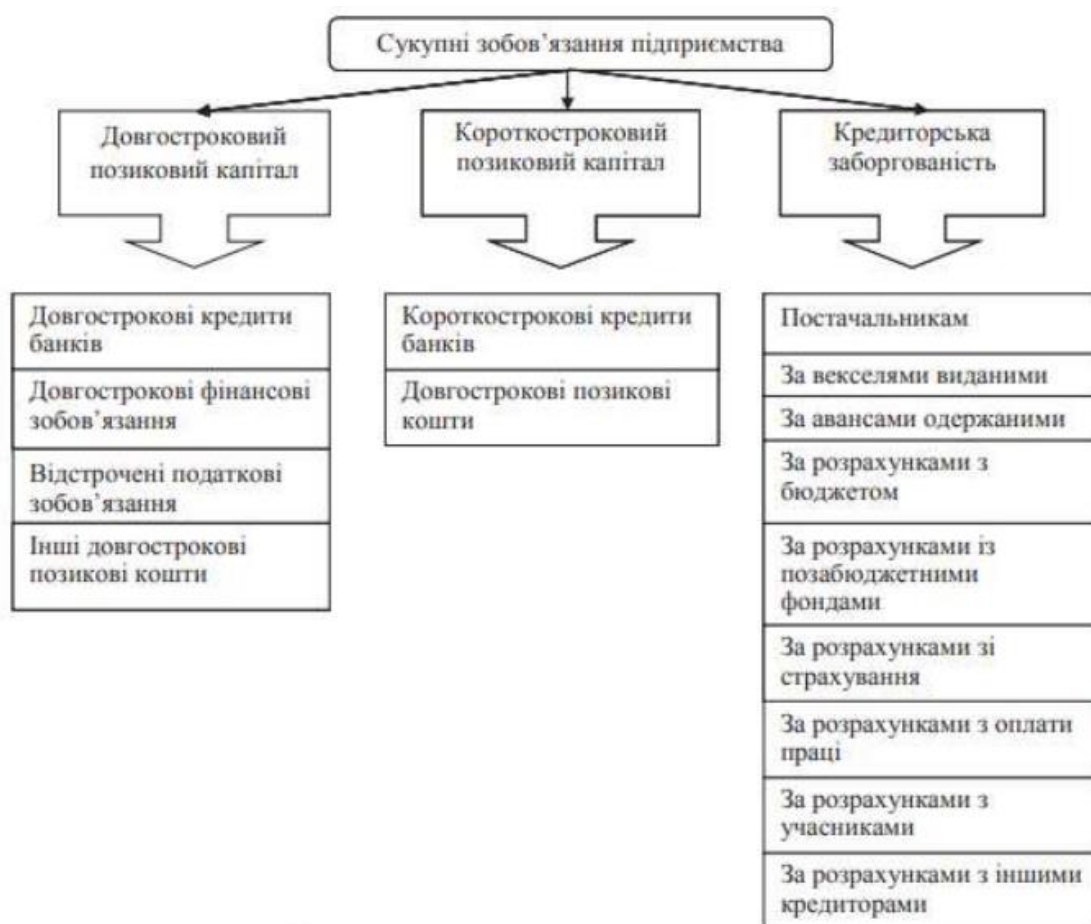 Сукупні зобов’язання підприємства
Довгостроковий
позиковий капітал
Короткостроковий
позиковий капітал
Кредиторська
заборгованість
Довгострокові кредити
банків
Довгострокові фінансові
зобов’язання
Відстрочені податкові
зобов’язання
Інші довгострокові
позикові кошти
Короткострокові кредити
банків
Довгострокові позикові
кошти
Постачальникам
За векселями виданими
За авансами одержаними
За розрахунками з
бюджетом
За розрахунками із
позабюджетними
фондами
За розрахунками зі
страхування
За розрахунками з оплати
праці
За розрахунками з
учасниками
За розрахунками з іншими
кредиторами